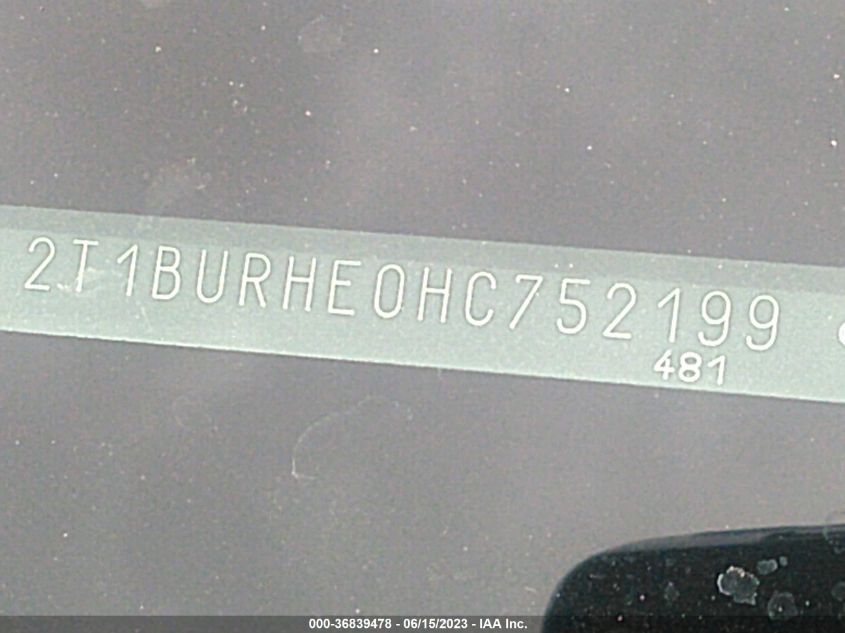 2T1BURHE0HC752199
481
000-36839478 - 06/15/2023 - IAA Inc.